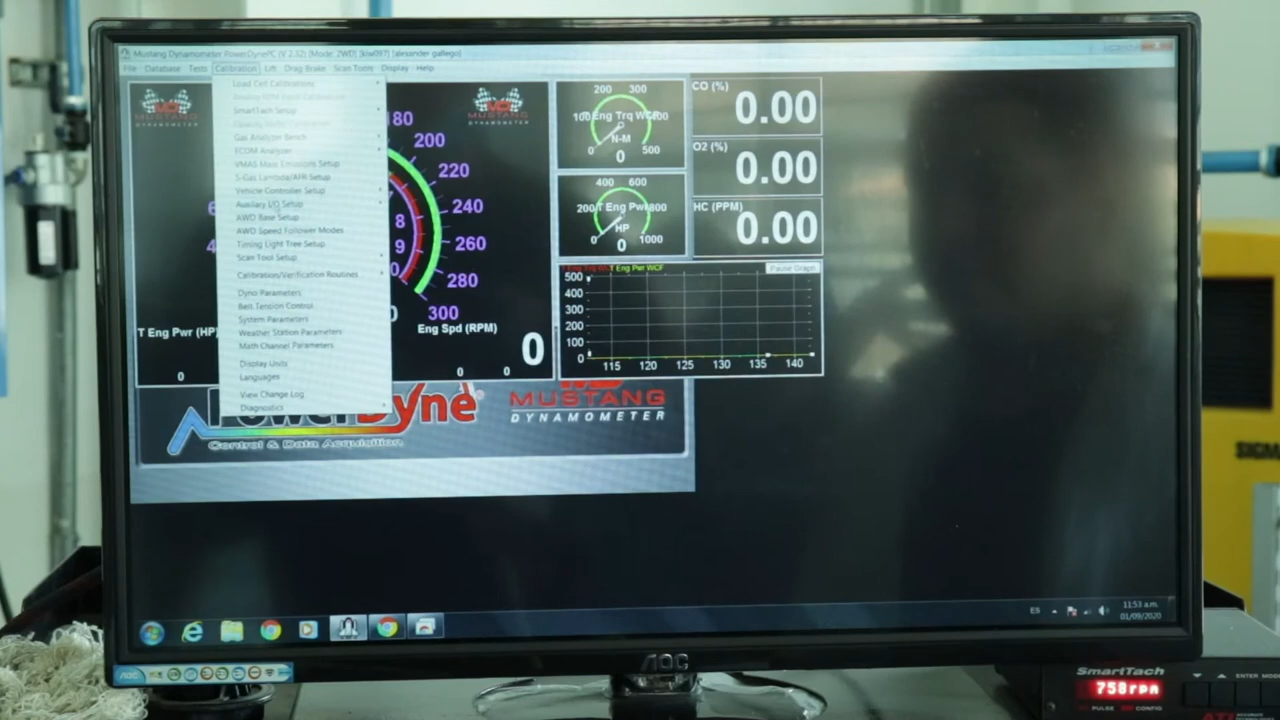 Mustang Dynamometer PowerDynePC (V 2.32) [Mode: 2WD] [kiw097] [alexander gallego]
File Database Tests Calibration Lift Drag Brake Scan Tools Display Help
Load Cell Calibrations
SmartTach Setup
Gas Analyzer Bench
ECOM Analyzer
VMAS Mass Emissions Setup
5-Gas Lambda/AFR Setup
Vehicle Controller Setup
Auxilary I/O Setup
AWD Base Setup
AWD Speed Follower Modes
Timing Light Tree Setup
Scan Tool Setup
Calibration/Verification Routines
Dyno Parameters
Belt Tension Control
System Parameters
Weather Station Parameters
Math Channel Parameters
Display Units
Languages
View Change Log
Diagnostics
MUSTANG
DYNAMOMETER
T Eng Pwr (HP)
0
MUSTANG
DYNAMOMETER
180
200
220
240
260
280
300
8
9
Eng Spd (RPM)
0
0
0
200 300
Eng Trq WCF
0 N-M 500
0
400 600
200 T Eng Pwr 800
0 HP 1000
0
CO (%)
0.00
O2 (%)
0.00
HC (PPM)
0.00
T Eng Pwr WCF
Pause Graph
500
400
300
200
100
0
115 120 125 130 135 140
PowerDyne
Control & Data Acquisition
MUSTANG
DYNAMOMETER
ES
11:53 a.m.
01/09/2020
AOC
AOC
SmartTach
758rpm
PULSE
CONFIG
ENTER